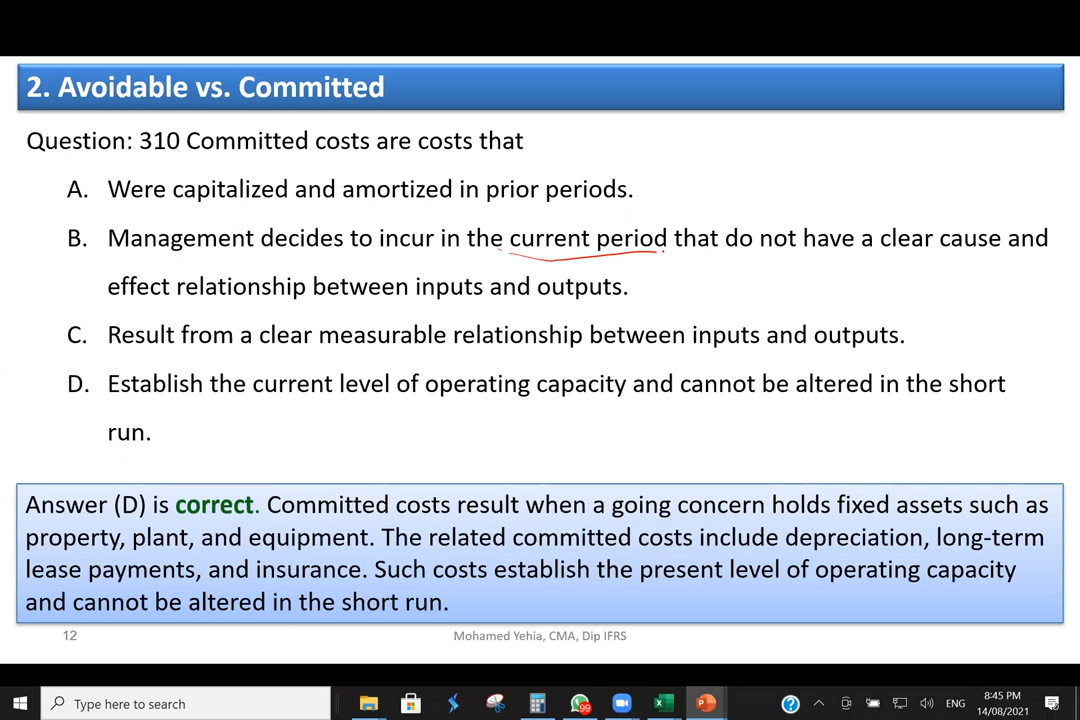 2. Avoidable vs. Committed
Question: 310 Committed costs are costs that
A. Were capitalized and amortized in prior periods.
B. Management decides to incur in the current period that do not have a clear cause and
effect relationship between inputs and outputs.
C. Result from a clear measurable relationship between inputs and outputs.
D. Establish the current level of operating capacity and cannot be altered in the short
run.
Answer (D) is correct. Committed costs result when a going concern holds fixed assets such as
property, plant, and equipment. The related committed costs include depreciation, long-term
lease payments, and insurance. Such costs establish the present level of operating capacity
and cannot be altered in the short run.
12 Mohamed Yehia, CMA, Dip IFRS
Type here to search
99
ENG
8:45 PM
14/08/2021